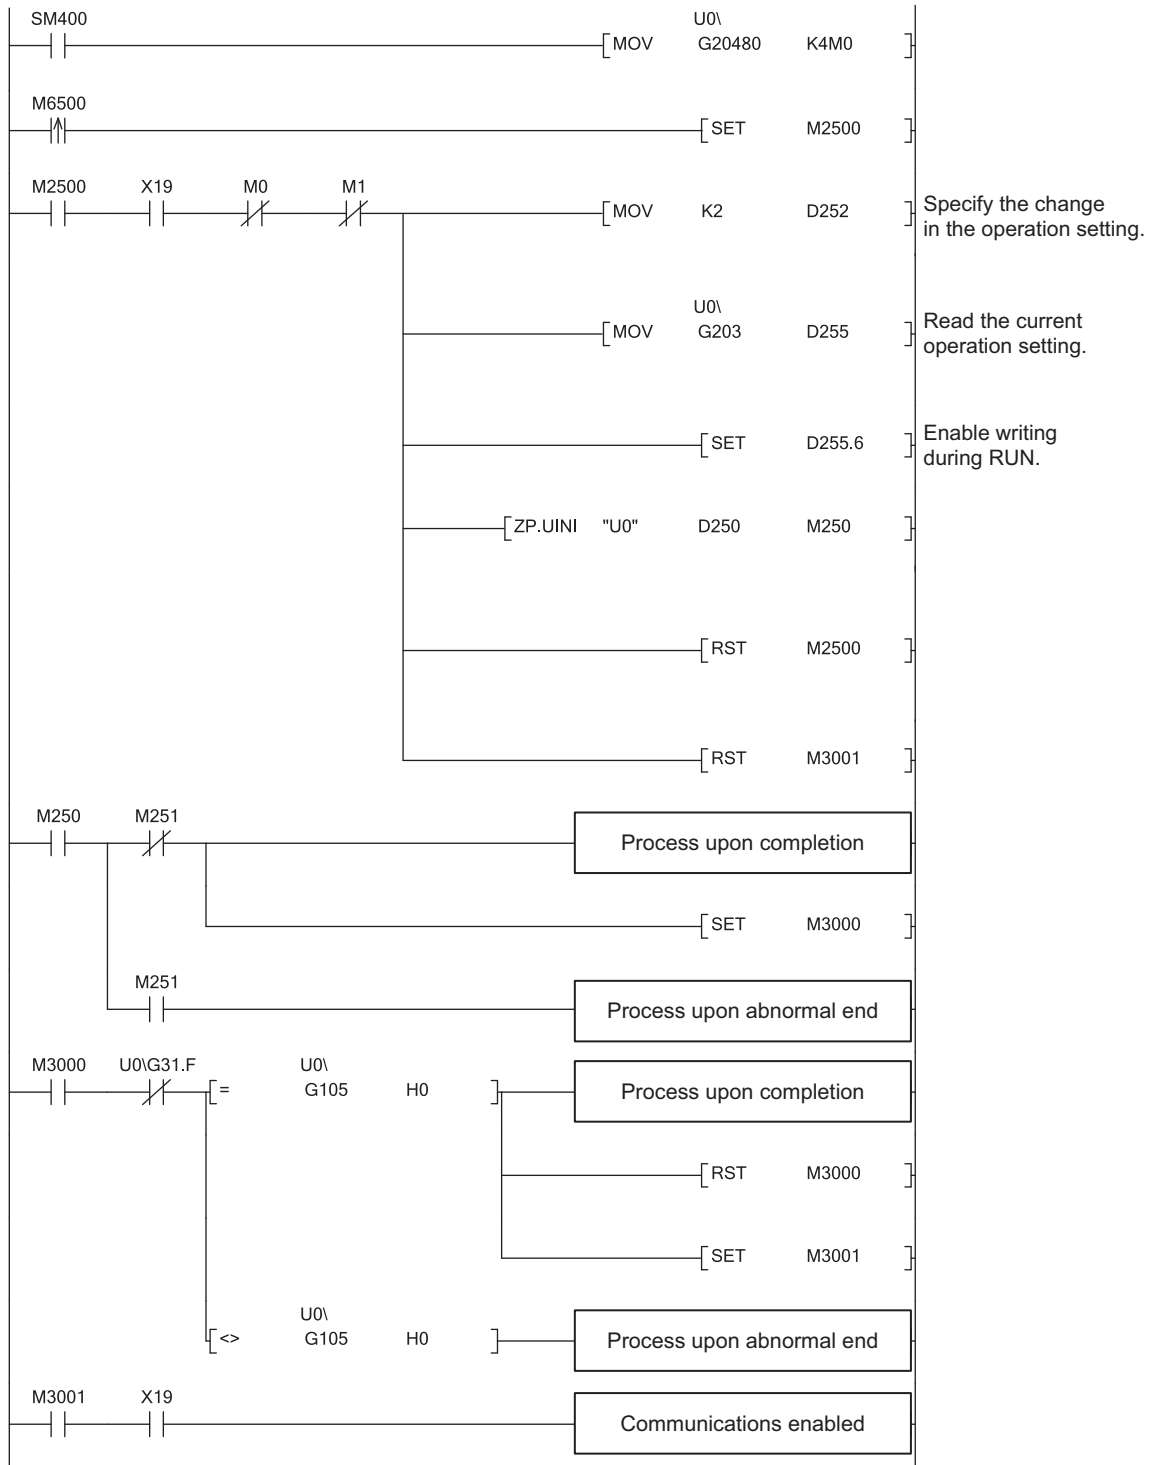 SM400
U0\
MOV G20480 K4M0
M6500
SET M2500
M2500 X19 M0 M1
MOV K2 D252
Specify the change
in the operation setting.
U0\
MOV G203 D255
Read the current
operation setting.
SET D255.6
Enable writing
during RUN.
ZP.UINI "U0" D250 M250
RST M2500
RST M3001
M250 M251
Process upon completion
SET M3000
M251
Process upon abnormal end
M3000 U0\G31.F U0\
= G105 H0
Process upon completion
RST M3000
SET M3001
U0\
<> G105 H0
Process upon abnormal end
M3001 X19
Communications enabled